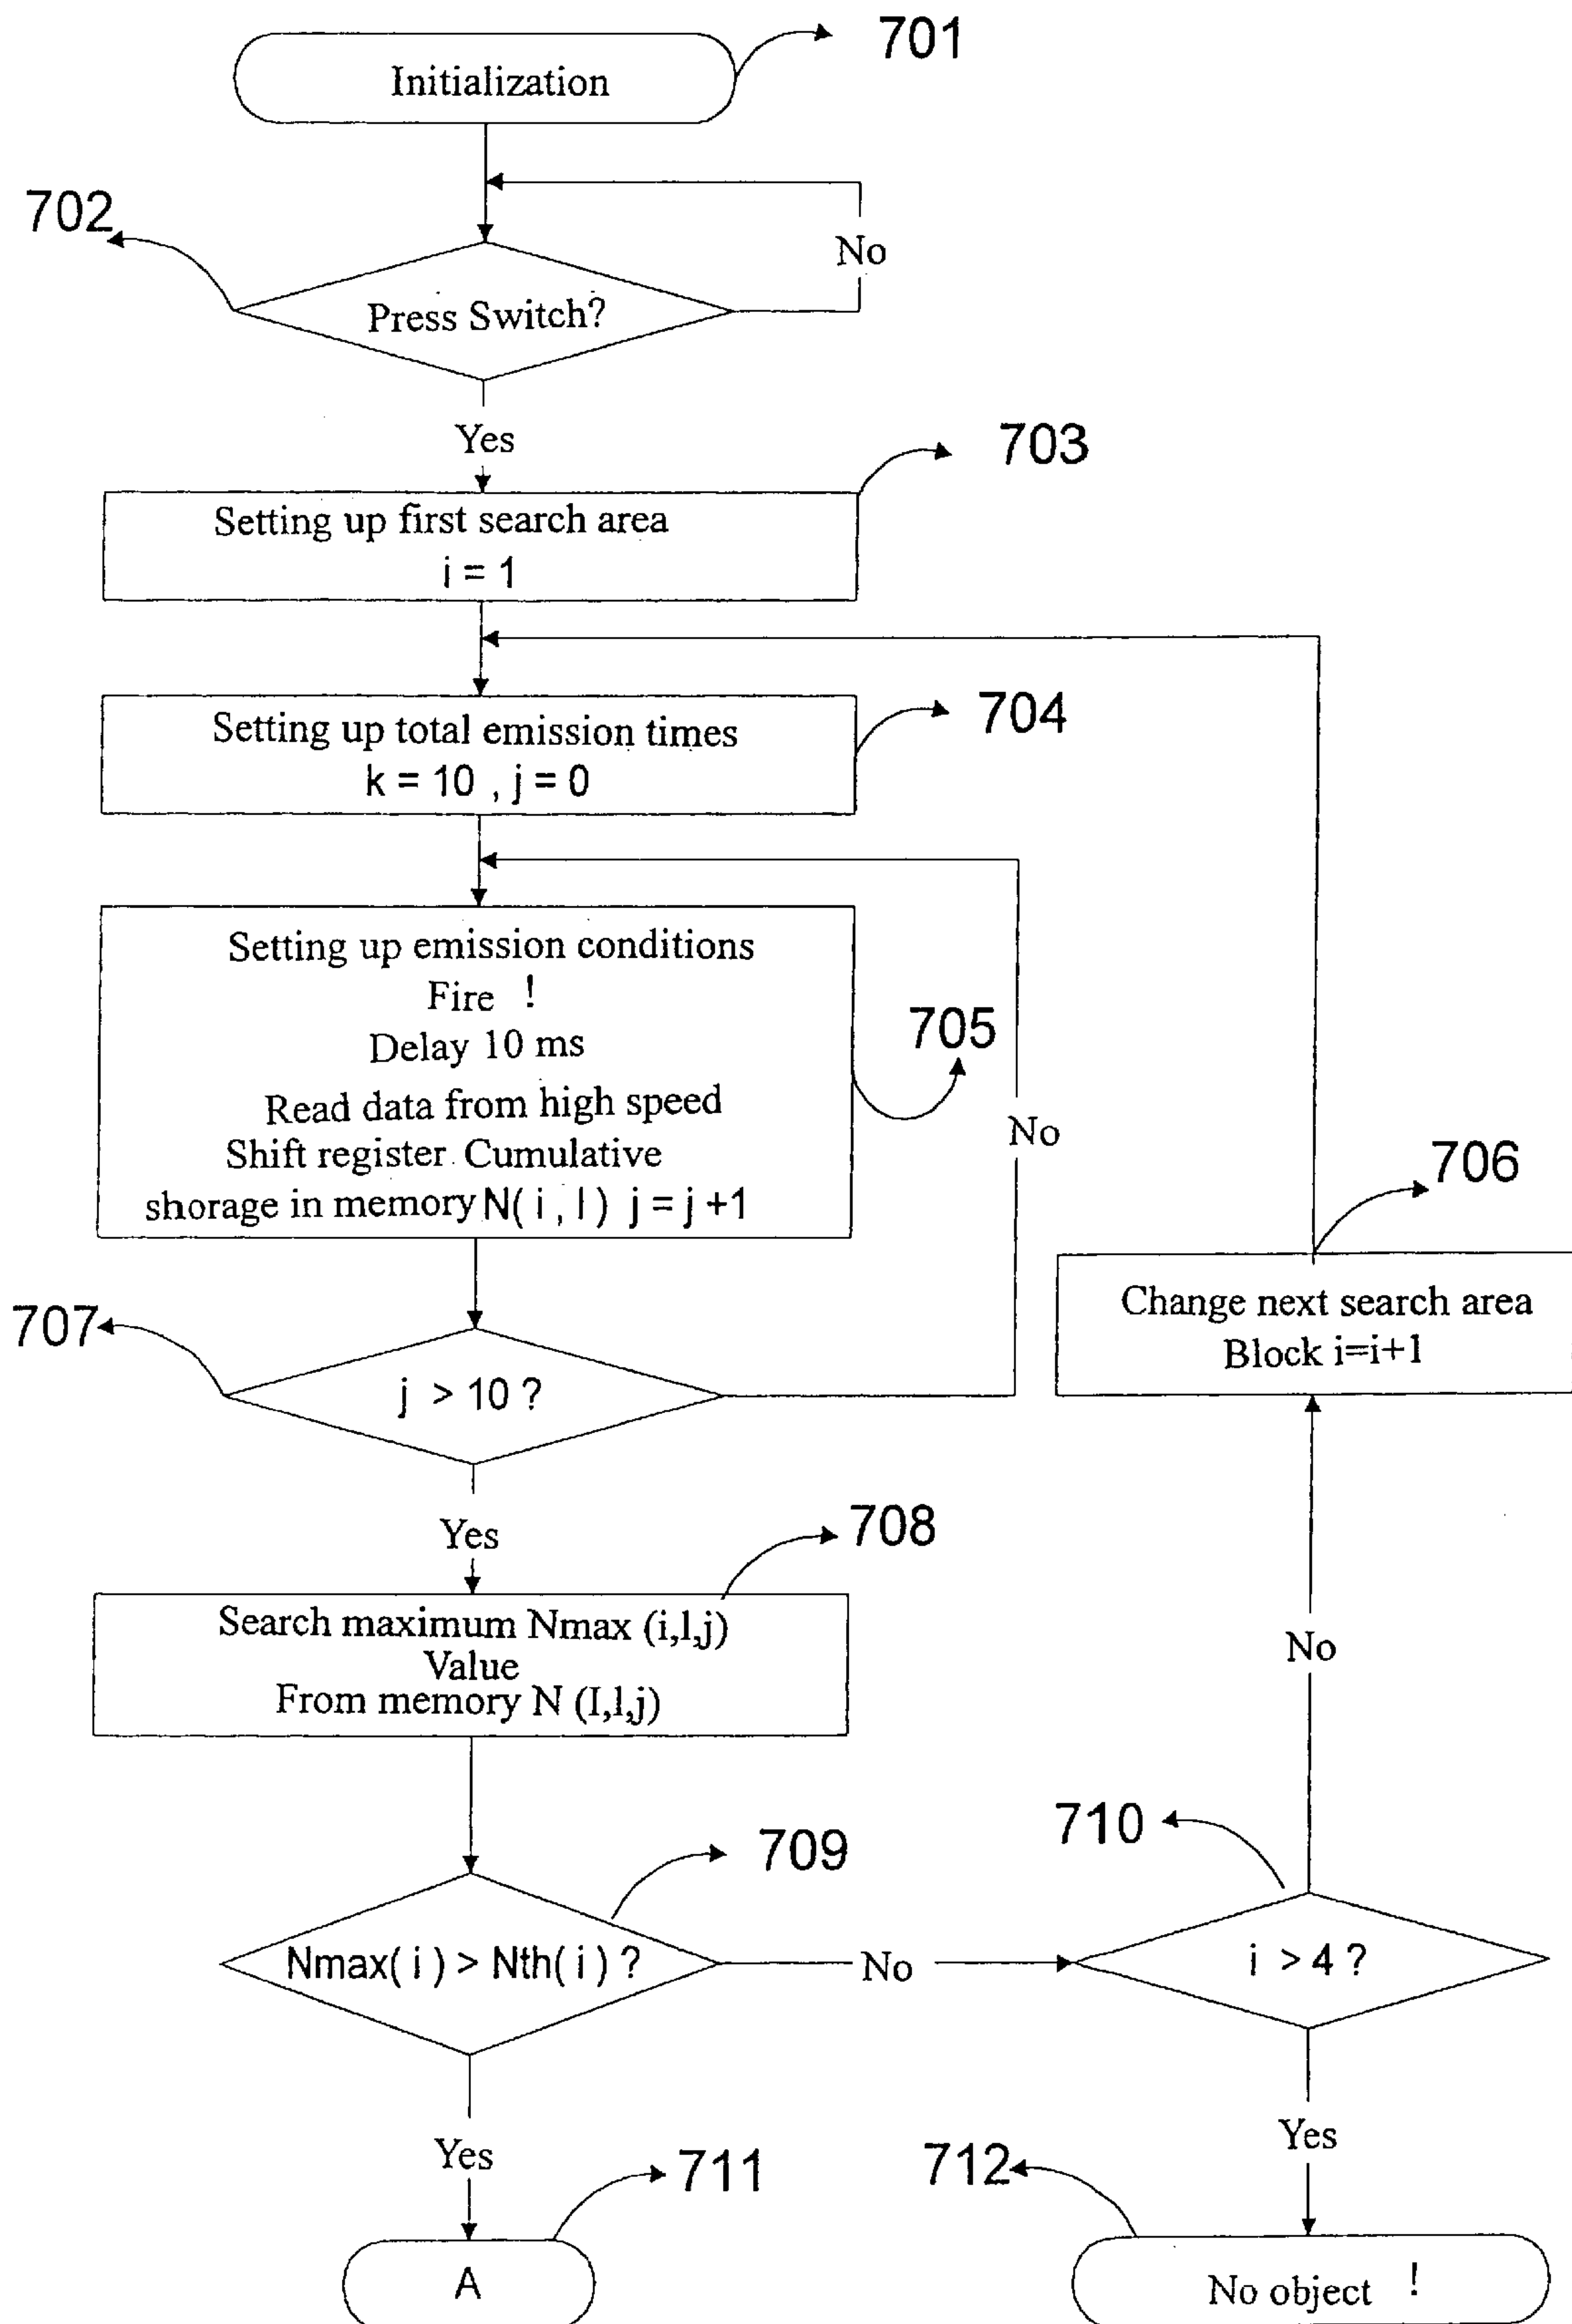 701
Initialization
702
No
Press Switch?
Yes
703
Setting up first search area
i = 1
704
Setting up total emission times
k = 10 , j = 0
Setting up emission conditions
Fire !
Delay 10 ms
705
Read data from high speed
Shift register. Cumulative
shorage in memory N( i , l ) j = j +1
No
706
Change next search area
Block i=i+1
707
j > 10 ?
Yes
708
Search maximum Nmax (i,l,j)
Value
From memory N (I,l,j)
No
709
710
Nmax( i ) > Nth( i ) ?
No
i > 4 ?
Yes
711
A
Yes
712
No object !